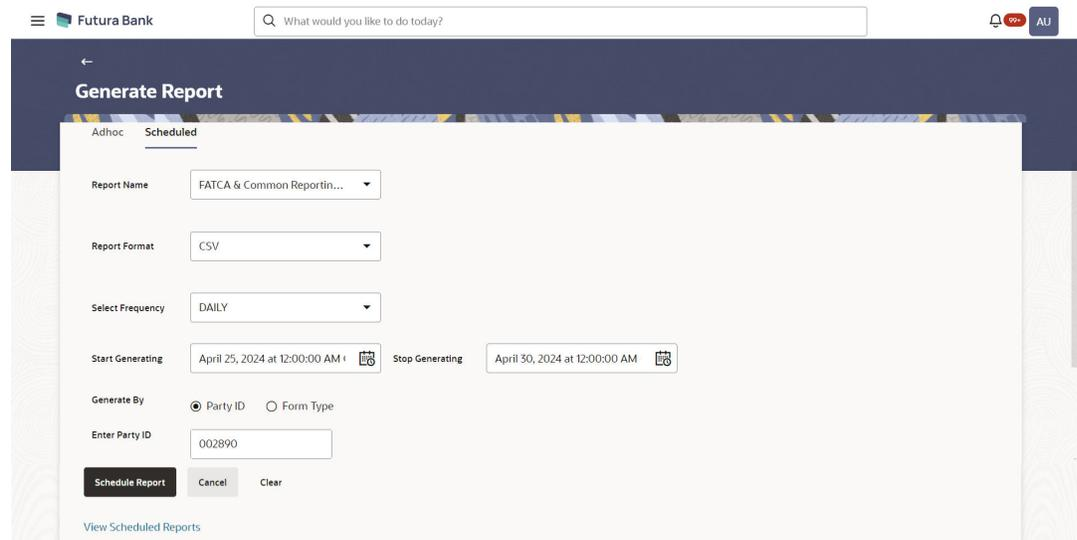 Futura Bank
What would you like to do today?
99+
AU
Generate Report
Adhoc Scheduled
Report Name FATCA & Common Reportin...
Report Format CSV
Select Frequency DAILY
Start Generating April 25, 2024 at 12:00:00 AM Stop Generating April 30, 2024 at 12:00:00 AM
Generate By Party ID Form Type
Enter Party ID 002890
Schedule Report Cancel Clear
View Scheduled Reports